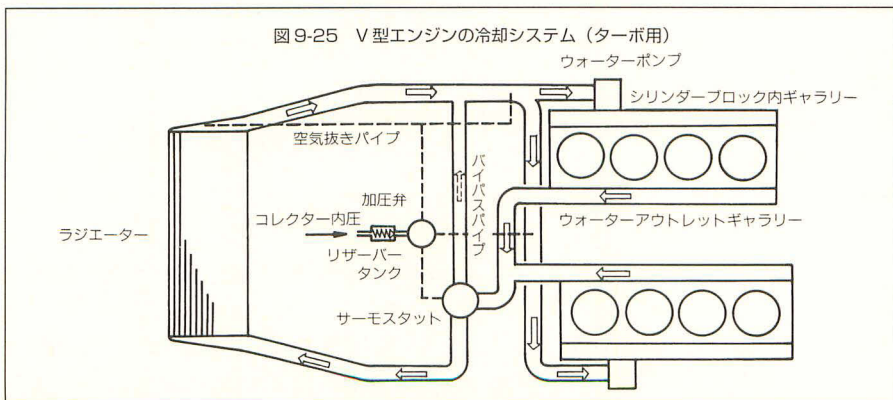 図9-25 V型エンジンの冷却システム(ターボ用)
ウォーターポンプ
シリンダーブロック内ギャラリー
空気抜きパイプ
バイパスパイプ
加圧弁
コレクター内圧
ウォーターアウトレットギャラリー
ラジエーター
リザーバー
タンク
サーモスタット